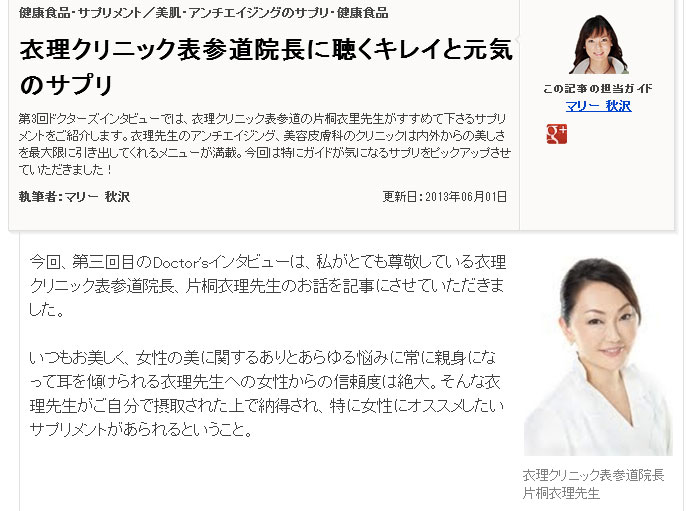 健康食品・サプリメント／美肌・アンチエイジングのサプリ・健康食品
衣理クリニック表参道院長に聴くキレイと元気
のサプリ
第3回ドクターズインタビューでは、衣理クリニック表参道の片桐衣里先生がすすめて下さるサプリ
メントをご紹介します。衣理先生のアンチエイジング、美容皮膚科のクリニックは内外からの美しさ
を最大限に引き出してくれるメニューが満載。今回は特にガイドが気になるサプリをピックアップさせ
ていただきました！
執筆者：マリー 秋沢
更新日：2013年06月01日
この記事の担当ガイド
マリー 秋沢
g+
今回、第三回目のDoctor'sインタビューは、私がとても尊敬している衣理
クリニック表参道院長、片桐衣理先生のお話を記事にさせていただきま
した。
いつもお美しく、女性の美に関するありとあらゆる悩みに常に親身にな
って耳を傾けられる衣理先生への女性からの信頼度は絶大。そんな衣
理先生がご自分で摂取された上で納得され、特に女性にオススメしたい
サプリメントがあられるということ。
衣理クリニック表参道院長
片桐衣理先生